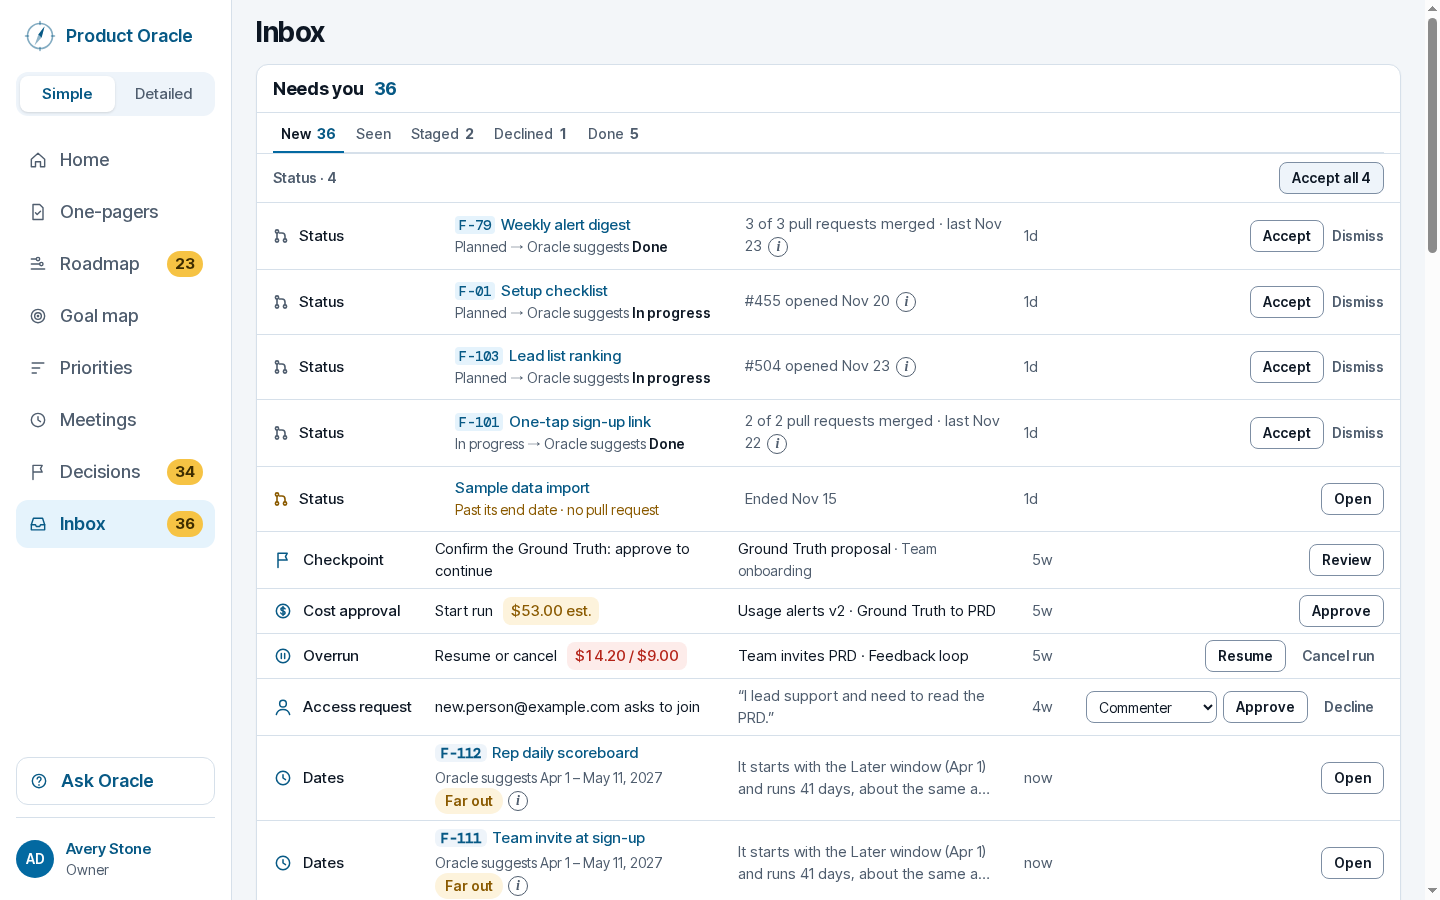 Product Oracle
Simple
Detailed
Home
One-pagers
Roadmap 23
Goal map
Priorities
Meetings
Decisions 34
Inbox 36
Ask Oracle
AD
Avery Stone
Owner
Inbox
Needs you 36
New 36
Seen
Staged 2
Declined 1
Done 5
Status · 4
Accept all 4
Status
F-79 Weekly alert digest
Planned → Oracle suggests Done
3 of 3 pull requests merged · last Nov
23 i
1d
Accept
Dismiss
Status
F-01 Setup checklist
Planned → Oracle suggests In progress
#455 opened Nov 20 i
1d
Accept
Dismiss
Status
F-103 Lead list ranking
Planned → Oracle suggests In progress
#504 opened Nov 23 i
1d
Accept
Dismiss
Status
F-101 One-tap sign-up link
In progress → Oracle suggests Done
2 of 2 pull requests merged · last Nov
22 i
1d
Accept
Dismiss
Status
Sample data import
Past its end date · no pull request
Ended Nov 15
1d
Open
Checkpoint
Confirm the Ground Truth: approve to
continue
Ground Truth proposal · Team
onboarding
5w
Review
Cost approval
Start run $53.00 est.
Usage alerts v2 · Ground Truth to PRD
5w
Approve
Overrun
Resume or cancel $14.20 / $9.00
Team invites PRD · Feedback loop
5w
Resume
Cancel run
Access request
new.person@example.com asks to join
“I lead support and need to read the
PRD.”
4w
Commenter
Approve
Decline
Dates
F-112 Rep daily scoreboard
Oracle suggests Apr 1 – May 11, 2027
Far out i
It starts with the Later window (Apr 1)
and runs 41 days, about the same a…
now
Open
Dates
F-111 Team invite at sign-up
Oracle suggests Apr 1 – May 11, 2027
Far out i
It starts with the Later window (Apr 1)
and runs 41 days, about the same a…
now
Open